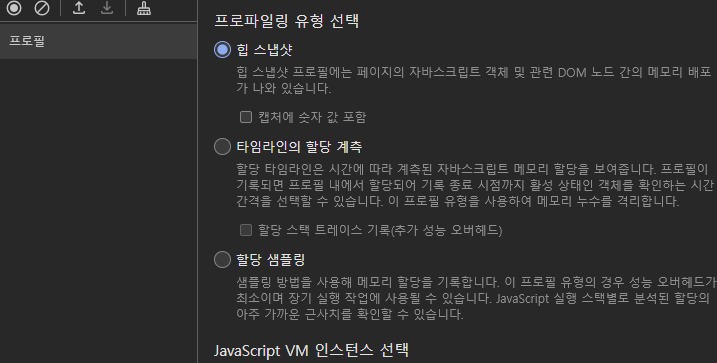 프로파일링 유형 선택
프로필
힙 스냅샷
힙 스냅샷 프로필에는 페이지의 자바스크립트 객체 및 관련 DOM 노드 간의 메모리 배포
가 나와 있습니다.
캡처에 숫자 값 포함
타임라인의 할당 계측
할당 타임라인은 시간에 따라 계측된 자바스크립트 메모리 할당을 보여줍니다. 프로필이
기록되면 프로필 내에서 할당되어 기록 종료 시점까지 활성 상태인 객체를 확인하는 시간
간격을 선택할 수 있습니다. 이 프로필 유형을 사용하여 메모리 누수를 격리합니다.
할당 스택 트레이스 기록(추가 성능 오버헤드)
할당 샘플링
샘플링 방법을 사용해 메모리 할당을 기록합니다. 이 프로필 유형의 경우 성능 오버헤드가
최소이며 장기 실행 작업에 사용될 수 있습니다. JavaScript 실행 스택별로 분석된 할당의
아주 가까운 근사치를 확인할 수 있습니다.
JavaScript VM 인스턴스 선택